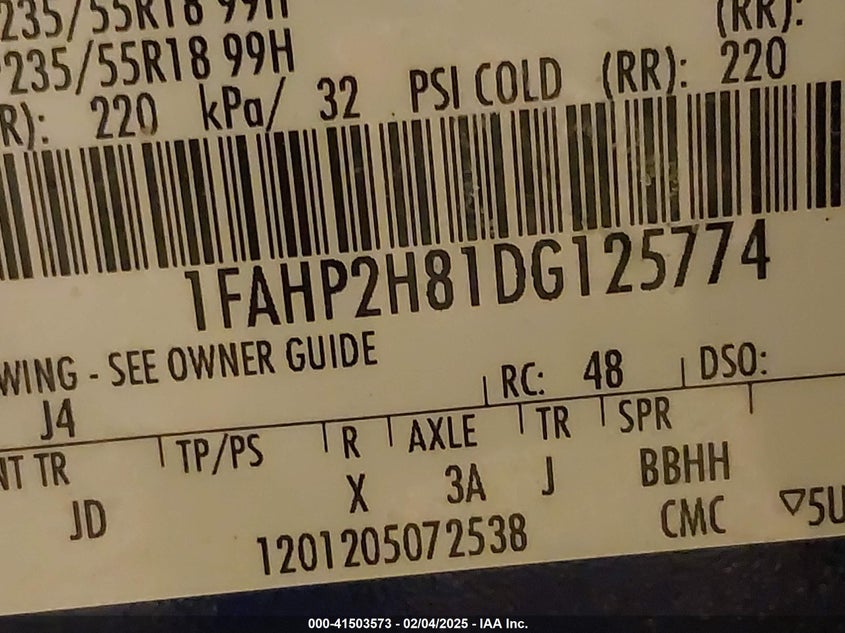 235/55R18 99H
(RR):
235/55R18 99H
R): 220 kPa/ 32 PSI COLD (RR): 220
1FAHP2H81DG125774
WING - SEE OWNER GUIDE
RC: 48 DSO:
J4
NT TR TP/PS R AXLE TR SPR
JD X 3A J BBHH
1201205072538 CMC ▽5U
000-41503573 - 02/04/2025 - IAA Inc.